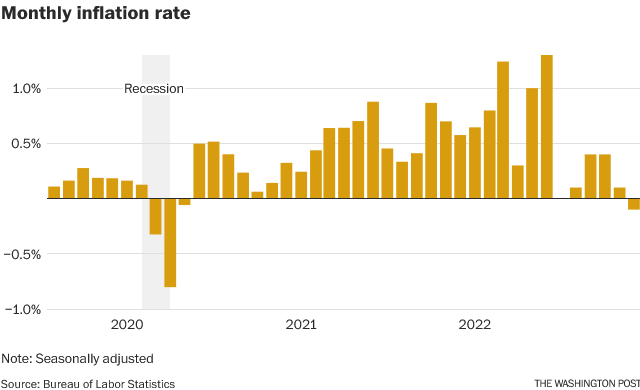 Monthly inflation rate
Recession
1.0%
0.5%
−0.5%
−1.0%
2020 2021 2022
Note: Seasonally adjusted
Source: Bureau of Labor Statistics THE WASHINGTON POST